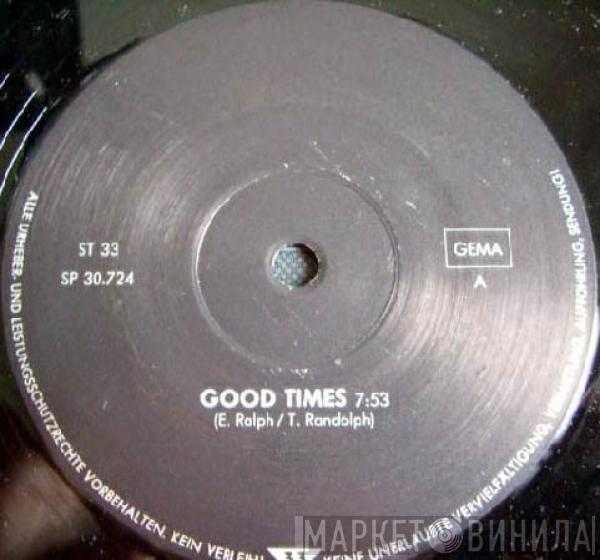 ST 33
SP 30.724
GEMA
A
GOOD TIMES 7:53
(E. Ralph / T. Randolph)
ALLE URHEBER- UND LEISTUNGSSCHUTZRECHTE VORBEHALTEN. KEIN VERLEIH! KEINE UNERLAUBTE VERVIELFÄLTIGUNG, VERMIETUNG, AUFFÜHRUNG, SENDUNG!
МАРКЕТ ВИНИЛА